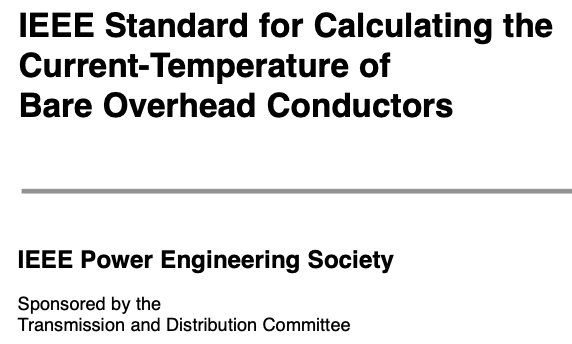 IEEE Standard for Calculating the
Current-Temperature of
Bare Overhead Conductors
IEEE Power Engineering Society
Sponsored by the
Transmission and Distribution Committee